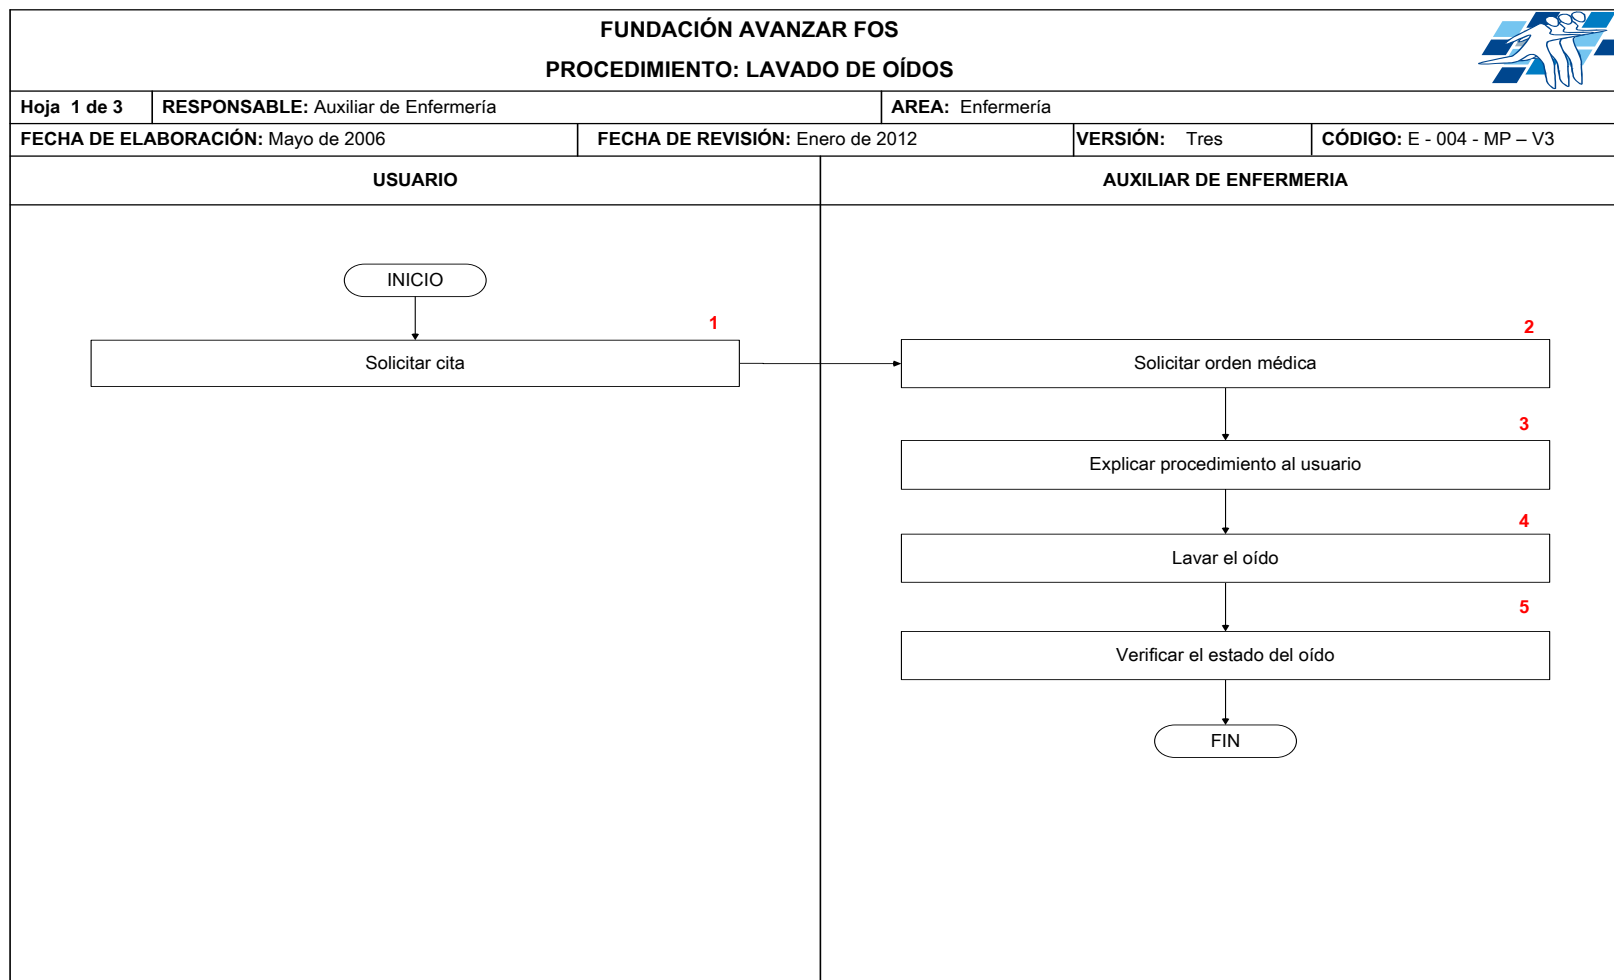 FUNDACIÓN AVANZAR FOS
PROCEDIMIENTO: LAVADO DE OÍDOS
Hoja 1 de 3 RESPONSABLE: Auxiliar de Enfermería AREA: Enfermería
FECHA DE ELABORACIÓN: Mayo de 2006 FECHA DE REVISIÓN: Enero de 2012 VERSIÓN: Tres CÓDIGO: E - 004 - MP – V3
USUARIO AUXILIAR DE ENFERMERIA
INICIO
1
Solicitar cita
2
Solicitar orden médica
3
Explicar procedimiento al usuario
4
Lavar el oído
5
Verificar el estado del oído
FIN